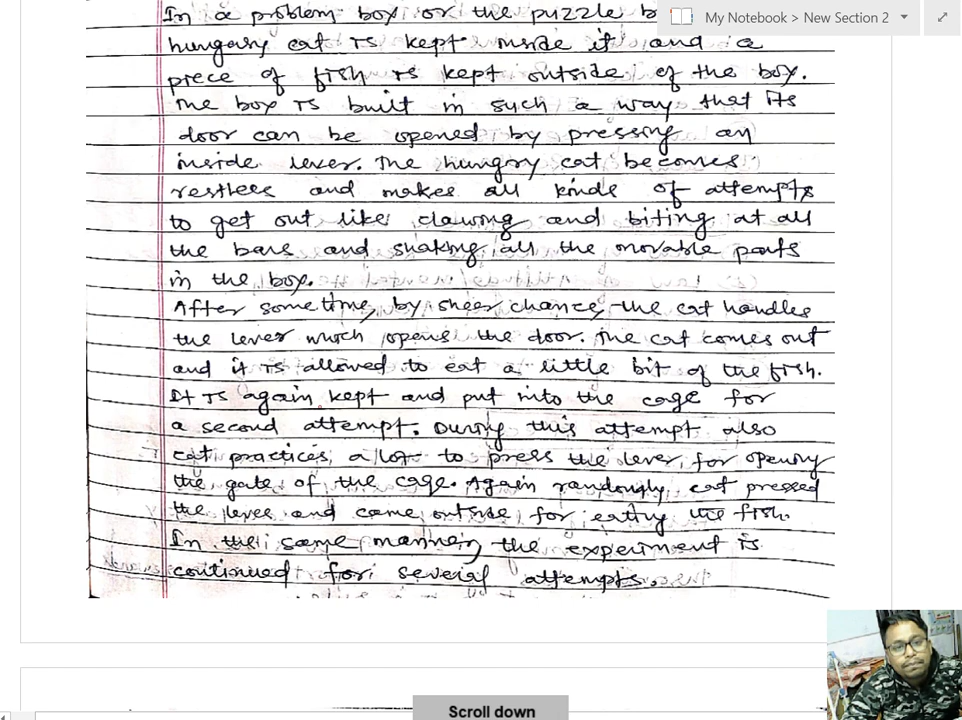 My Notebook > New Section 2
In a problem box or the puzzle b
hungary cat is kept inside it and a
piece of fish is kept outside of the box.
The box is built in such a way that its
door can be opened by pressing an
inside lever. The hungry cat becomes
restless and makes all kinds of attempts
to get out like clawing and biting at all
the bars and shaking all the movable parts
in the box.
After some time, by sheer chance, the cat handles
the lever which opens the door. The cat comes out
and it is allowed to eat a little bit of the fish.
It is again kept and put into the cage for
a second attempt. During this attempt also
cat practices a lot to press the lever for opening
the gate of the cage. Again randomly cat pressed
the lever and came outside for eating the fish.
In the same manner, the experiment is
continued for several attempts.
Scroll down